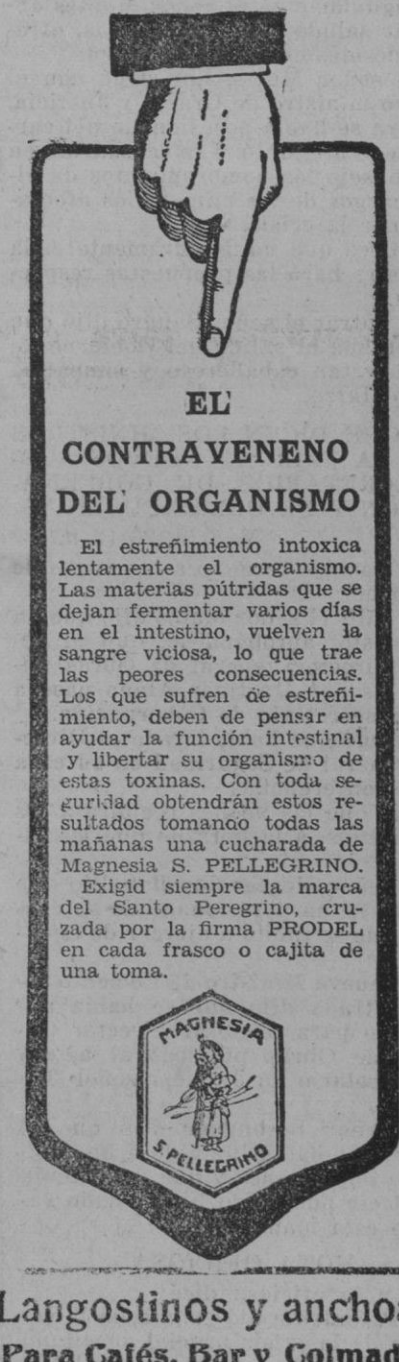 EL
CONTRAVENENO
DEL ORGANISMO
El estreñimiento intoxica
lentamente el organismo.
Las materias pútridas que se
dejan fermentar varios días
en el intestino, vuelven la
sangre viciosa, lo que trae
las peores consecuencias.
Los que sufren de estreñi-
miento, deben de pensar en
ayudar la función intestinal
y libertar su organismo de
estas toxinas. Con toda se-
guridad obtendrán estos re-
sultados tomando todas las
mañanas una cucharada de
Magnesia S. PELLEGRINO.
Exigid siempre la marca
del Santo Peregrino, cru-
zada por la firma PRODEL
en cada frasco o cajita de
una toma.
MAGNESIA
S. PELLEGRINO
Langostinos y anchoa
Para Cafés, Bar y Colmad